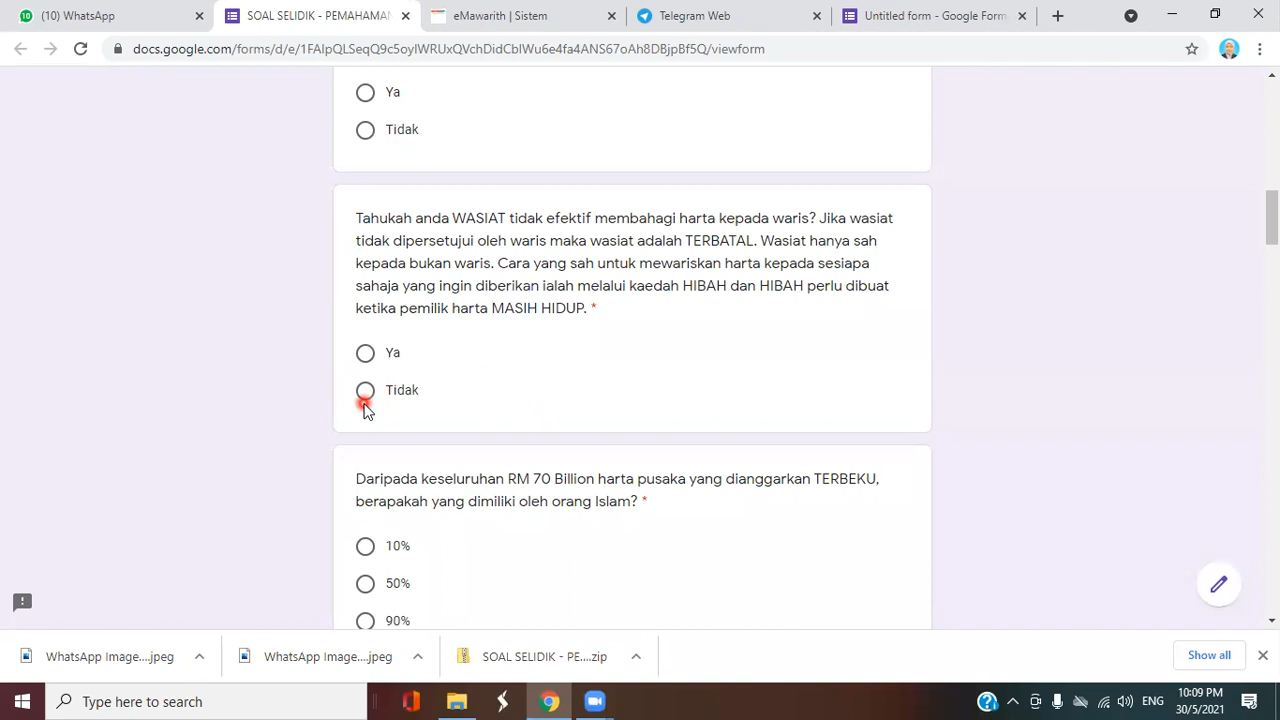 (10) WhatsApp
SOAL SELIDIK - PEMAHAMAN
eMawarith | Sistem
Telegram Web
Untitled form - Google Form
docs.google.com/forms/d/e/1FAIpQLSeqQ9c5oyIWRUxQVchDidCbIWu6e4fa4ANS67oAh8DBjpBf5Q/viewform
Ya
Tidak
Tahukah anda WASIAT tidak efektif membahagi harta kepada waris? Jika wasiat
tidak dipersetujui oleh waris maka wasiat adalah TERBATAL. Wasiat hanya sah
kepada bukan waris. Cara yang sah untuk mewariskan harta kepada sesiapa
sahaja yang ingin diberikan ialah melalui kaedah HIBAH dan HIBAH perlu dibuat
ketika pemilik harta MASIH HIDUP. *
Ya
Tidak
Daripada keseluruhan RM 70 Billion harta pusaka yang dianggarkan TERBEKU,
berapakah yang dimiliki oleh orang Islam? *
10%
50%
90%
WhatsApp Image....jpeg
WhatsApp Image....jpeg
SOAL SELIDIK - PE....zip
Show all
Type here to search
ENG
10:09 PM
30/5/2021